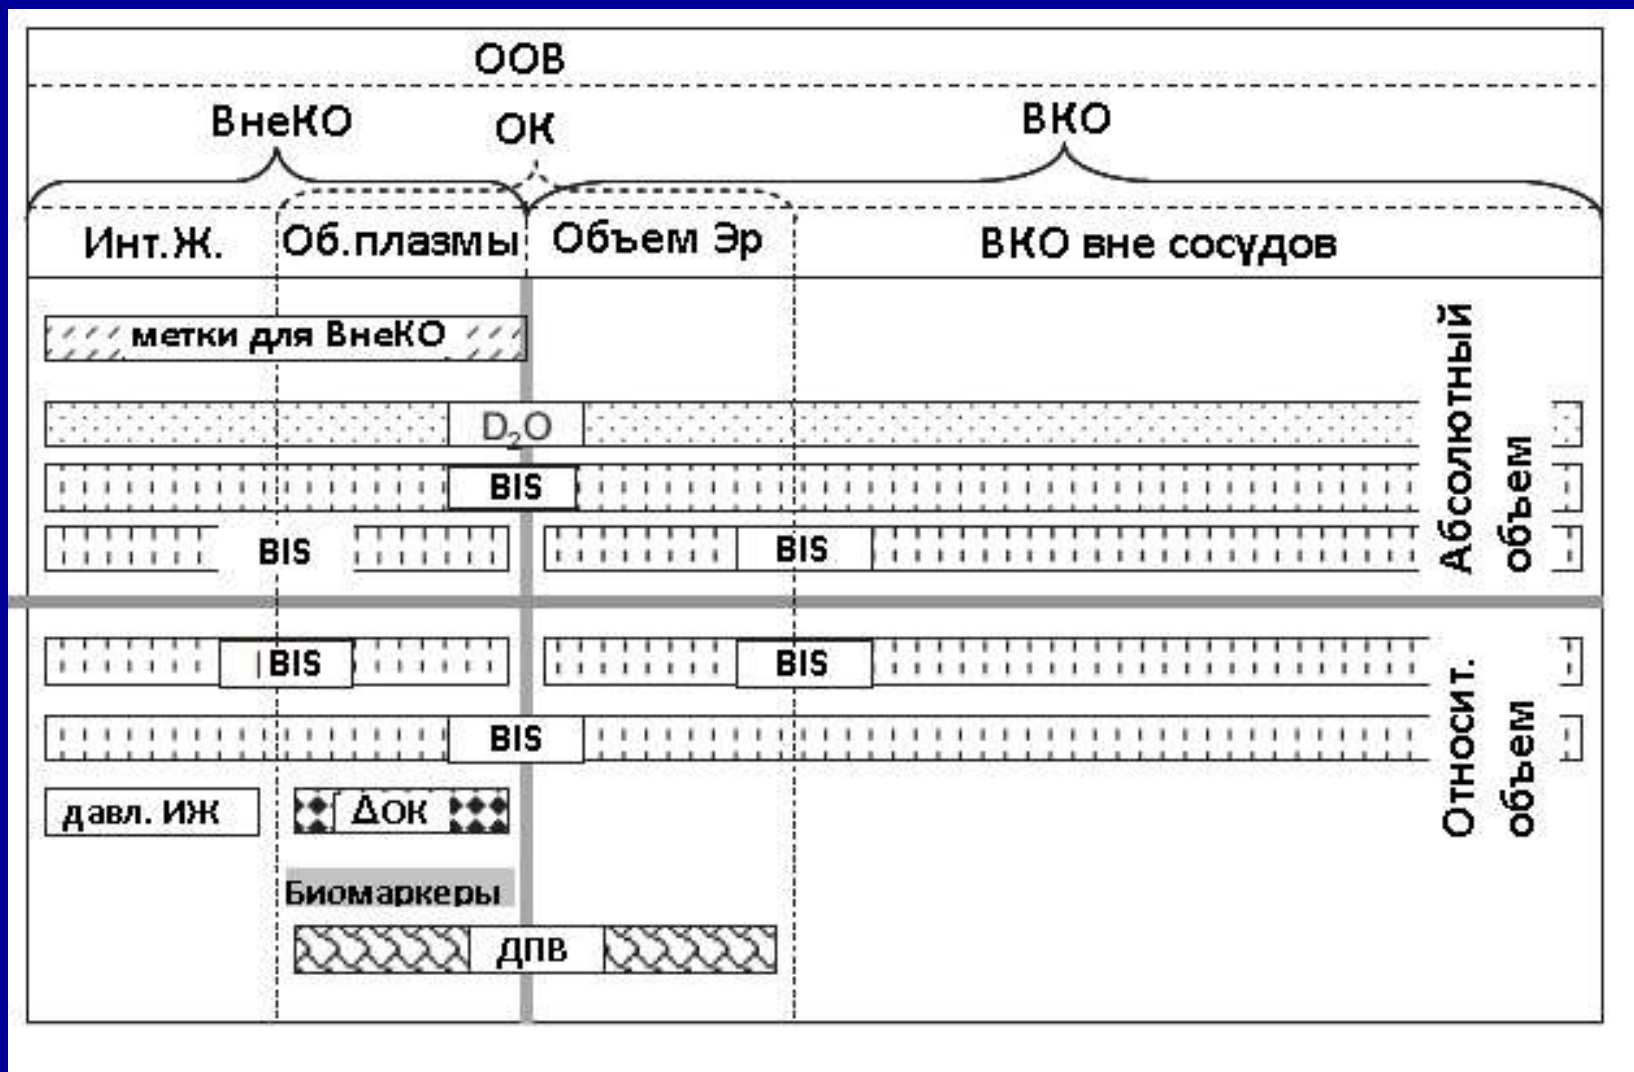 ООВ
ВнеКО
ОК
ВКО
Инт.Ж.
Об.плазмы
Объем Эр
ВКО вне сосудов
метки для ВнеКО
D₂O
BIS
BIS
BIS
Абсолютный
объем
BIS
BIS
BIS
Относит.
объем
давл. ИЖ
ΔОК
Биомаркеры
ДПВ